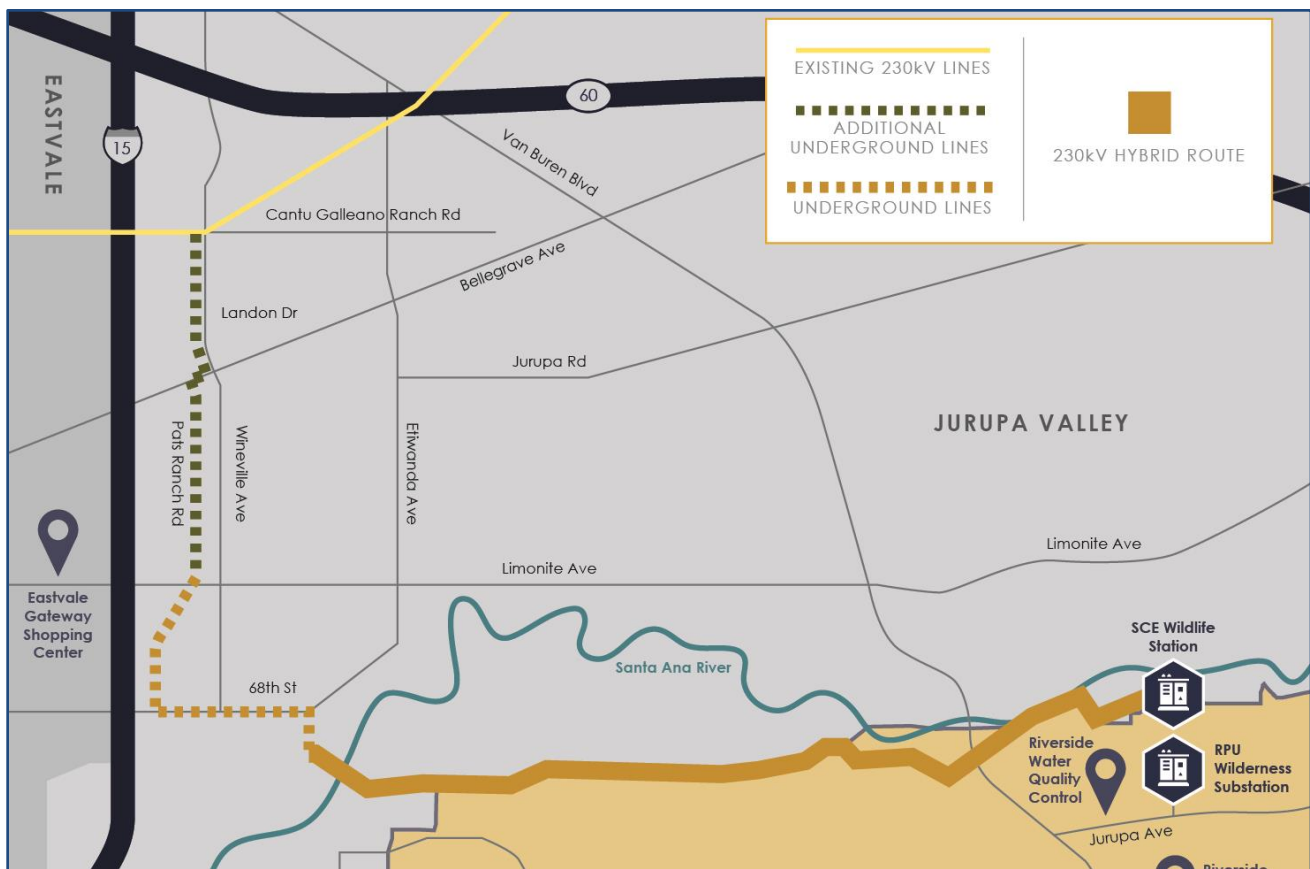 EXISTING 230kV LINES
ADDITIONAL
UNDERGROUND LINES
UNDERGROUND LINES
230kV HYBRID ROUTE
EASTVALE
15
60
Van Buren Blvd
Cantu Galleano Ranch Rd
Bellegrave Ave
Landon Dr
Jurupa Rd
JURUPA VALLEY
Pats Ranch Rd
Wineville Ave
Etiwanda Ave
Limonite Ave
Limonite Ave
Eastvale
Gateway
Shopping
Center
SCE Wildlife
Station
Santa Ana River
68th St
Riverside
Water
Quality
Control
RPU
Wilderness
Substation
Jurupa Ave
Riverside